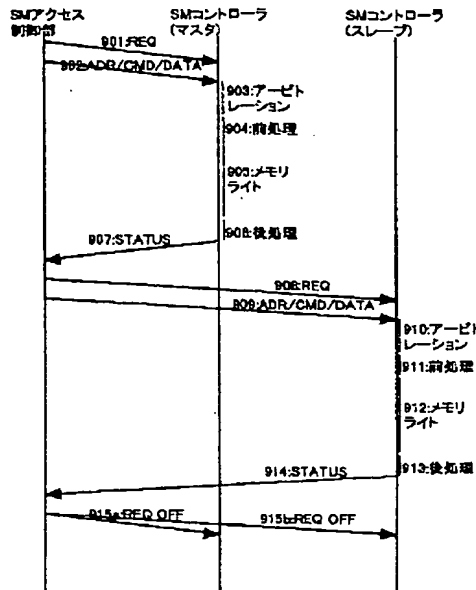 SMアクセス
制御部
SMコントローラ
(マスタ)
SMコントローラ
(スレーブ)
901:REQ
902:ADR/CMD/DATA
903:アービト
レーション
904:前処理
905:メモリ
ライト
906:後処理
907:STATUS
908:REQ
909:ADR/CMD/DATA
910:アービト
レーション
911:前処理
912:メモリ
ライト
913:後処理
914:STATUS
915a:REQ OFF
915b:REQ OFF